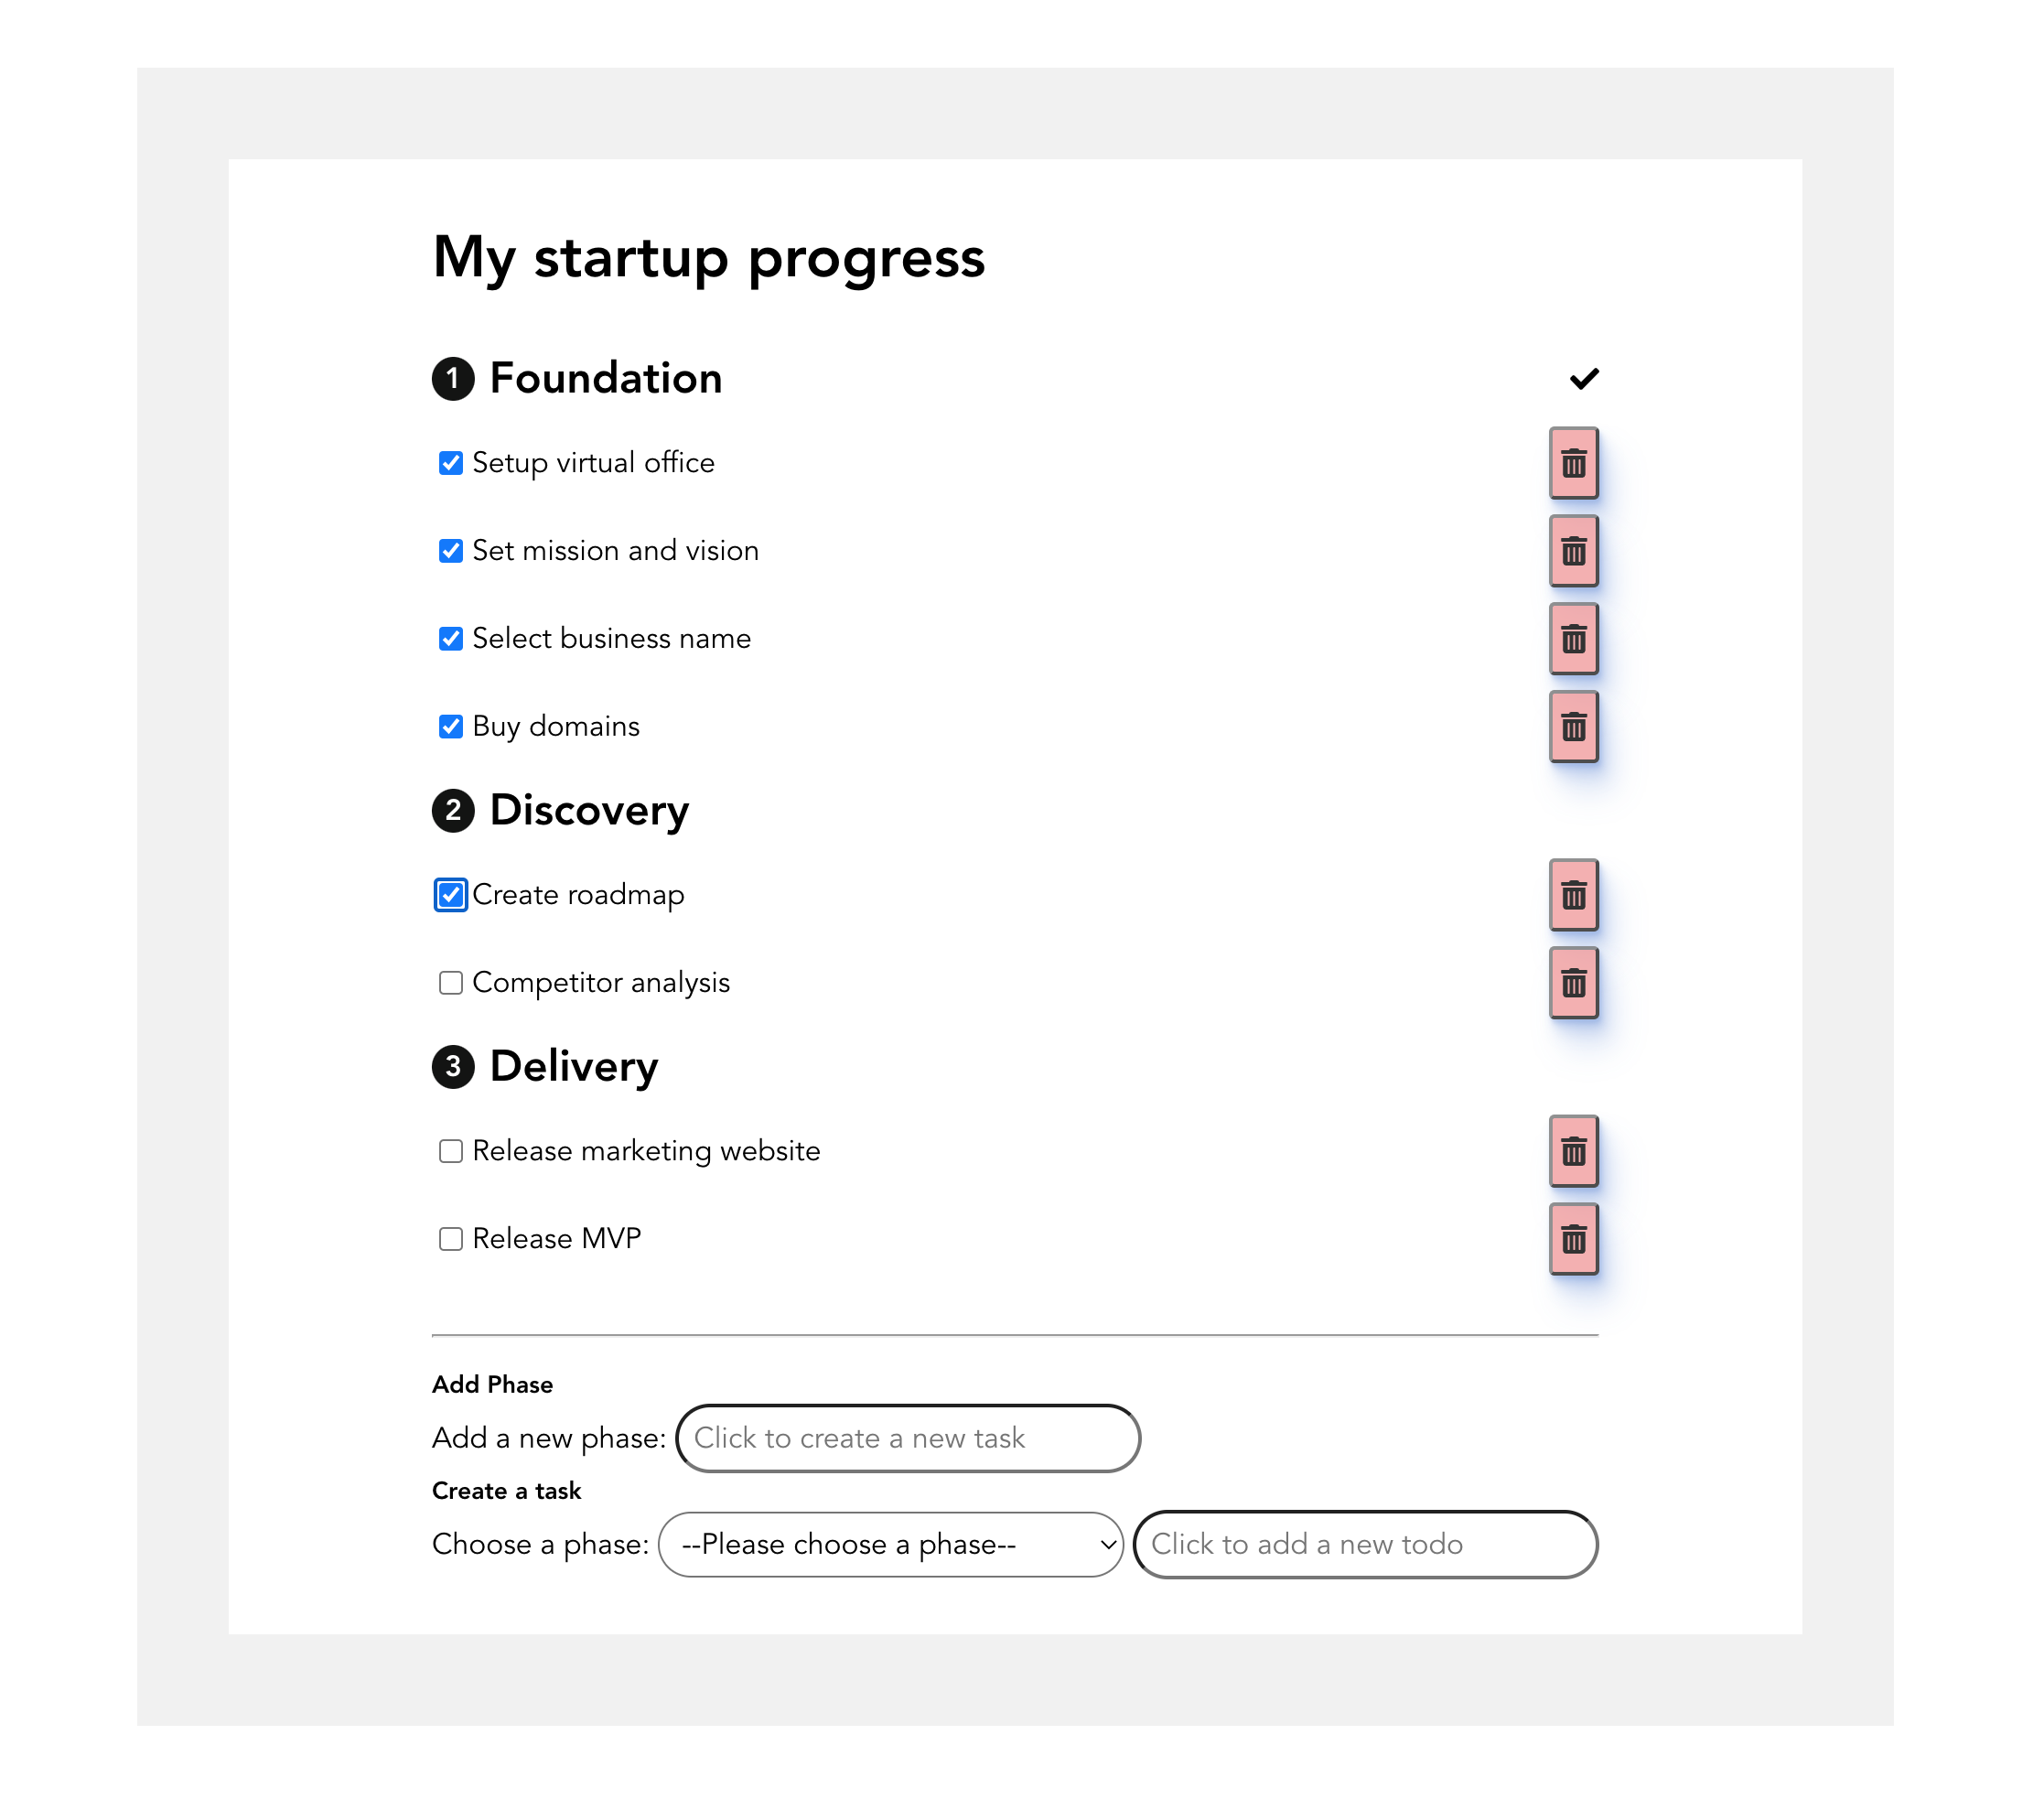 My startup progress
1 Foundation
Setup virtual office
Set mission and vision
Select business name
Buy domains
2 Discovery
Create roadmap
Competitor analysis
3 Delivery
Release marketing website
Release MVP
Add Phase
Add a new phase: Click to create a new task
Create a task
Choose a phase: --Please choose a phase-- Click to add a new todo